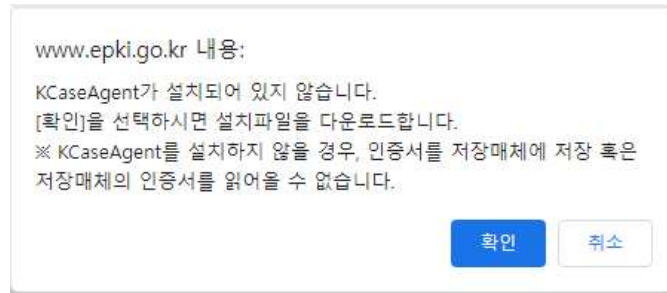 www.epki.go.kr 내용:
KCaseAgent가 설치되어 있지 않습니다.
[확인]을 선택하시면 설치파일을 다운로드합니다.
※ KCaseAgent를 설치하지 않을 경우, 인증서를 저장매체에 저장 혹은
저장매체의 인증서를 읽어올 수 없습니다.
확인 취소